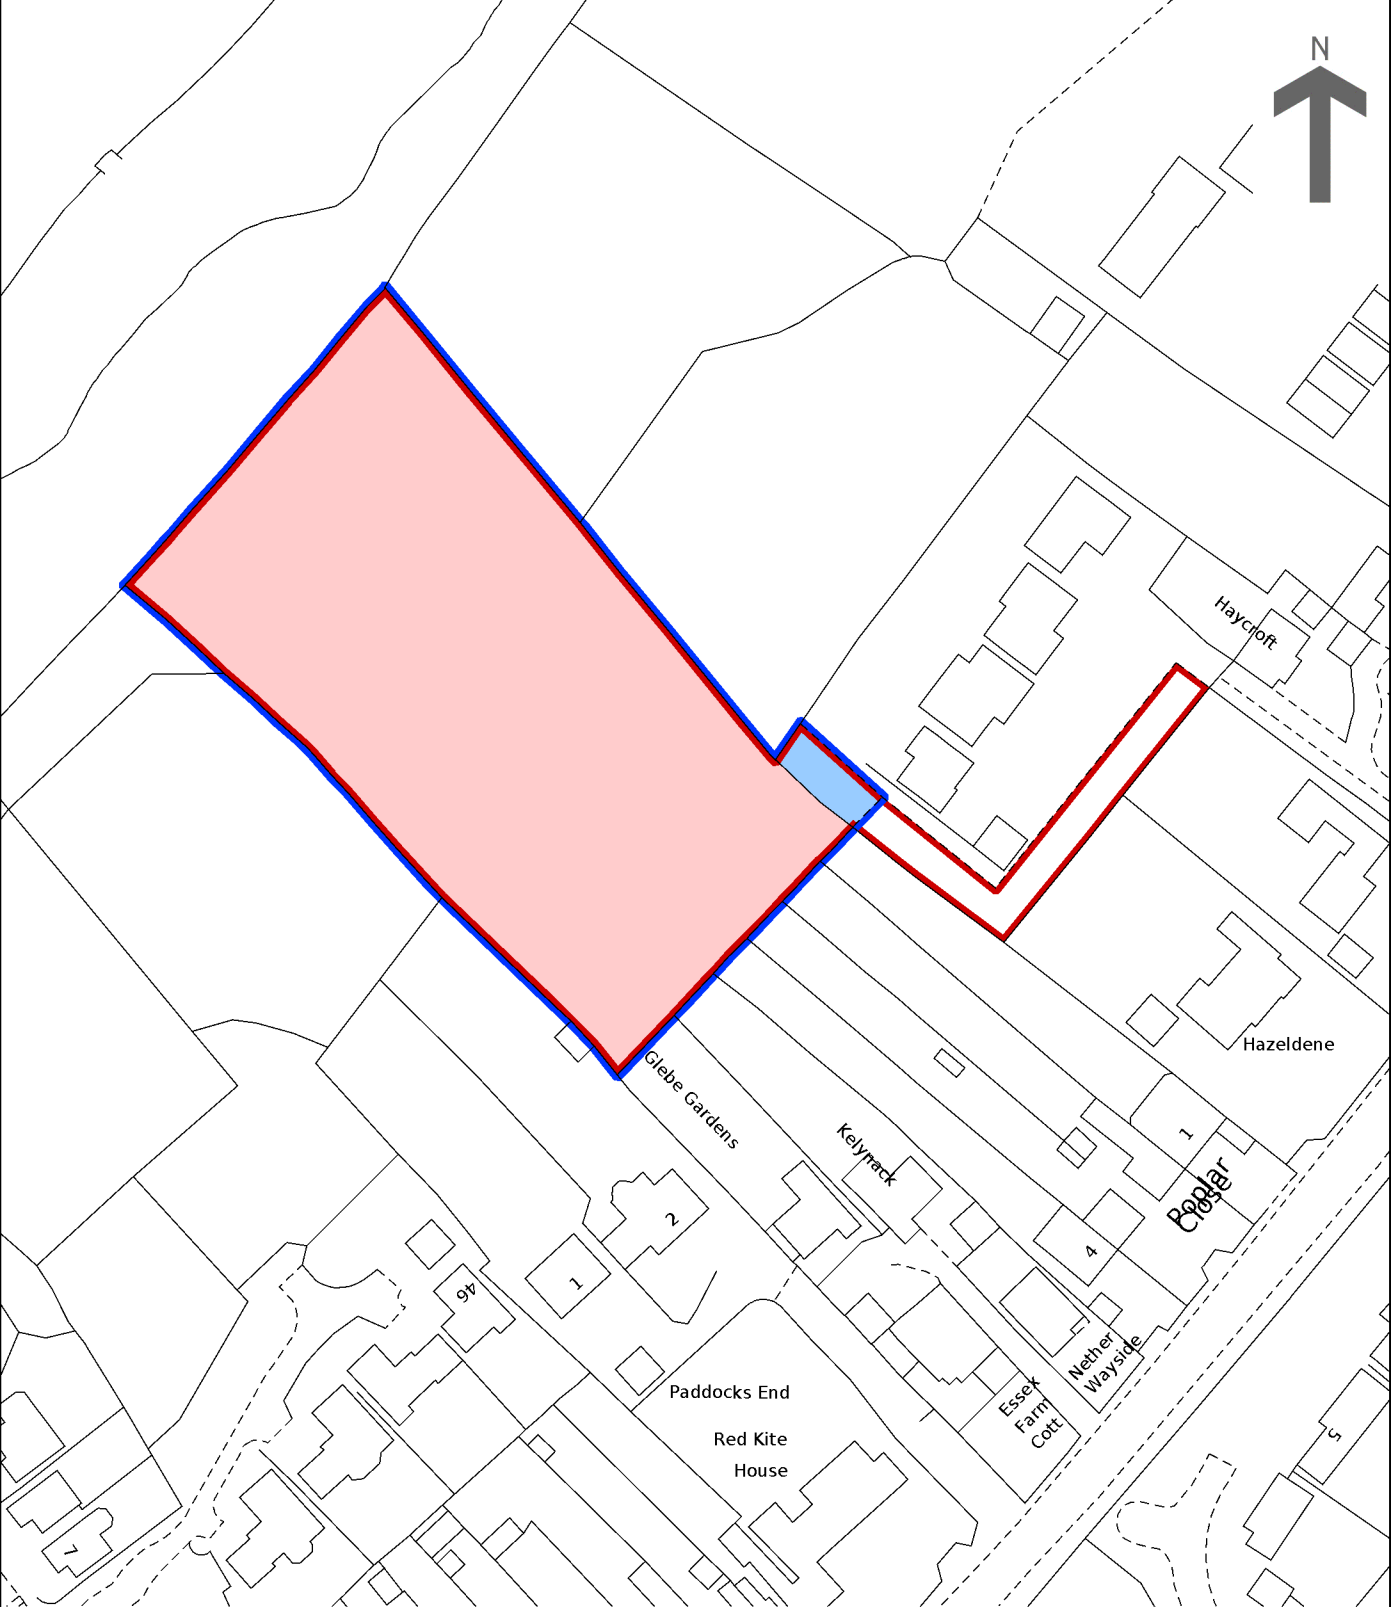 N
Haycroft
Hazeldene
Glebe Gardens
Kelynack
1
Poplar
Close
2
4
1
46
Nether
Wayside
Essex
Farm
Cott
Paddocks End
Red Kite
House
5
7